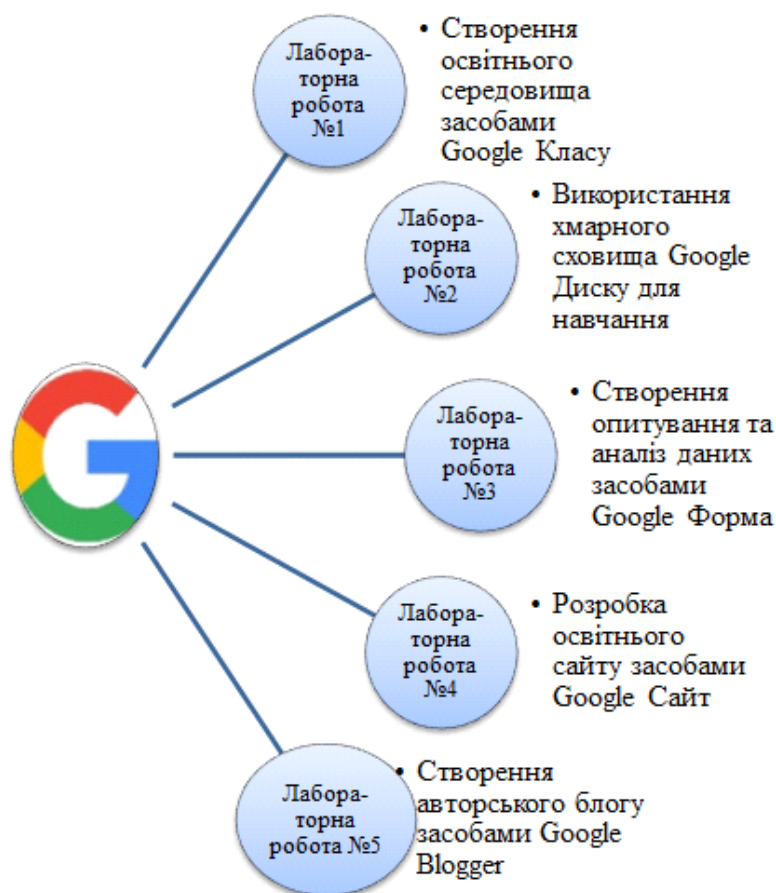 Лабора-
торна
робота
№1
• Створення
освітнього
середовища
засобами
Google Класу
Лабора-
торна
робота
№2
• Використання
хмарного
сховища Google
Диску для
навчання
Лабора-
торна
робота
№3
• Створення
опитування та
аналіз даних
засобами
Google Форма
Лабора-
торна
робота
№4
• Розробка
освітнього
сайту засобами
Google Сайт
Лабора-
торна
робота №5
• Створення
авторського блогу
засобами Google
Blogger